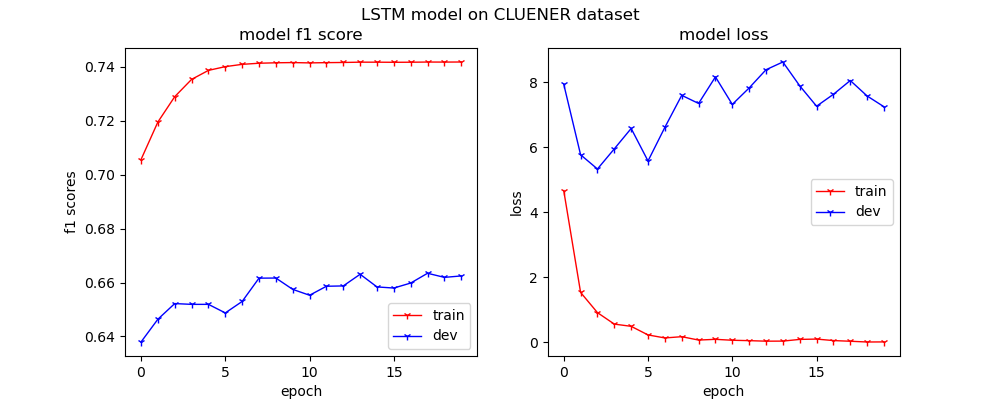 LSTM model on CLUENER dataset
model f1 score
f1 scores
0.74
0.72
0.70
0.68
0.66
0.64
0
5
10
15
epoch
train
dev
model loss
loss
8
6
4
2
0
0
5
10
15
epoch
train
dev